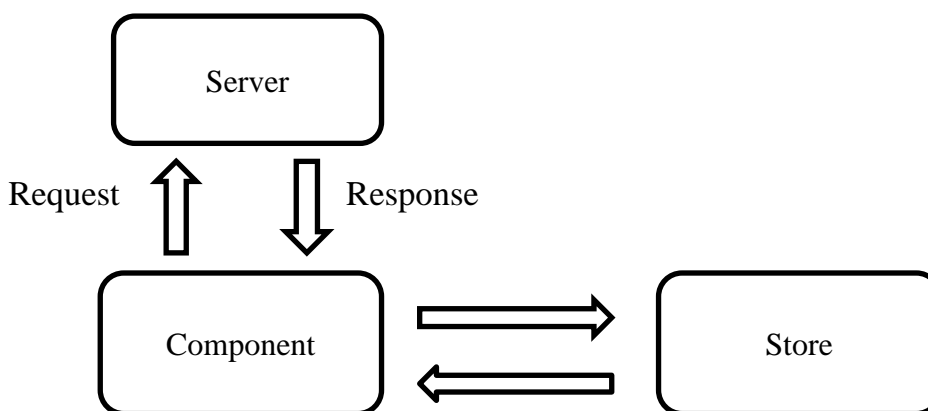 Server
Request
Response
Component
Store